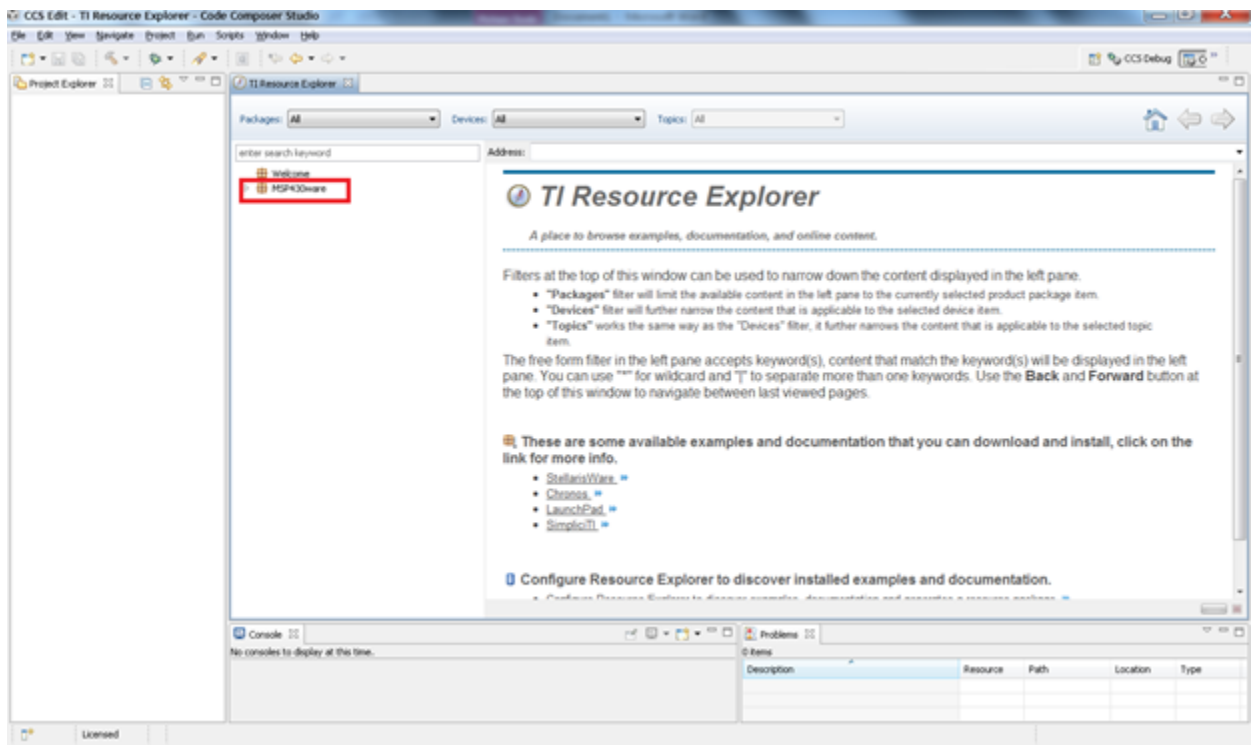 CCS Edit - TI Resource Explorer - Code Composer Studio
File Edit View Navigate Project Run Scripts Window Help
CCS Debug
Project Explorer
TI Resource Explorer
Packages: All Devices: All Topics: All
enter search keyword
Address:
Welcome
MSP430ware
TI Resource Explorer
A place to browse examples, documentation, and online content.
Filters at the top of this window can be used to narrow down the content displayed in the left pane.
• "Packages" filter will limit the available content in the left pane to the currently selected product package item.
• "Devices" filter will further narrow the content that is applicable to the selected device item.
• "Topics" works the same way as the "Devices" filter, it further narrows the content that is applicable to the selected topic
item.
The free form filter in the left pane accepts keyword(s), content that match the keyword(s) will be displayed in the left
pane. You can use "*" for wildcard and "|" to separate more than one keywords. Use the Back and Forward button at
the top of this window to navigate between last viewed pages.
These are some available examples and documentation that you can download and install, click on the
link for more info.
• StellarisWare
• Chronos
• LaunchPad
• SimpliciTI
Configure Resource Explorer to discover installed examples and documentation.
• Configure Resource Explorer to discover examples, documentation and generates a resource package.
Console
No consoles to display at this time.
Problems
0 items
Description Resource Path Location Type
Licensed